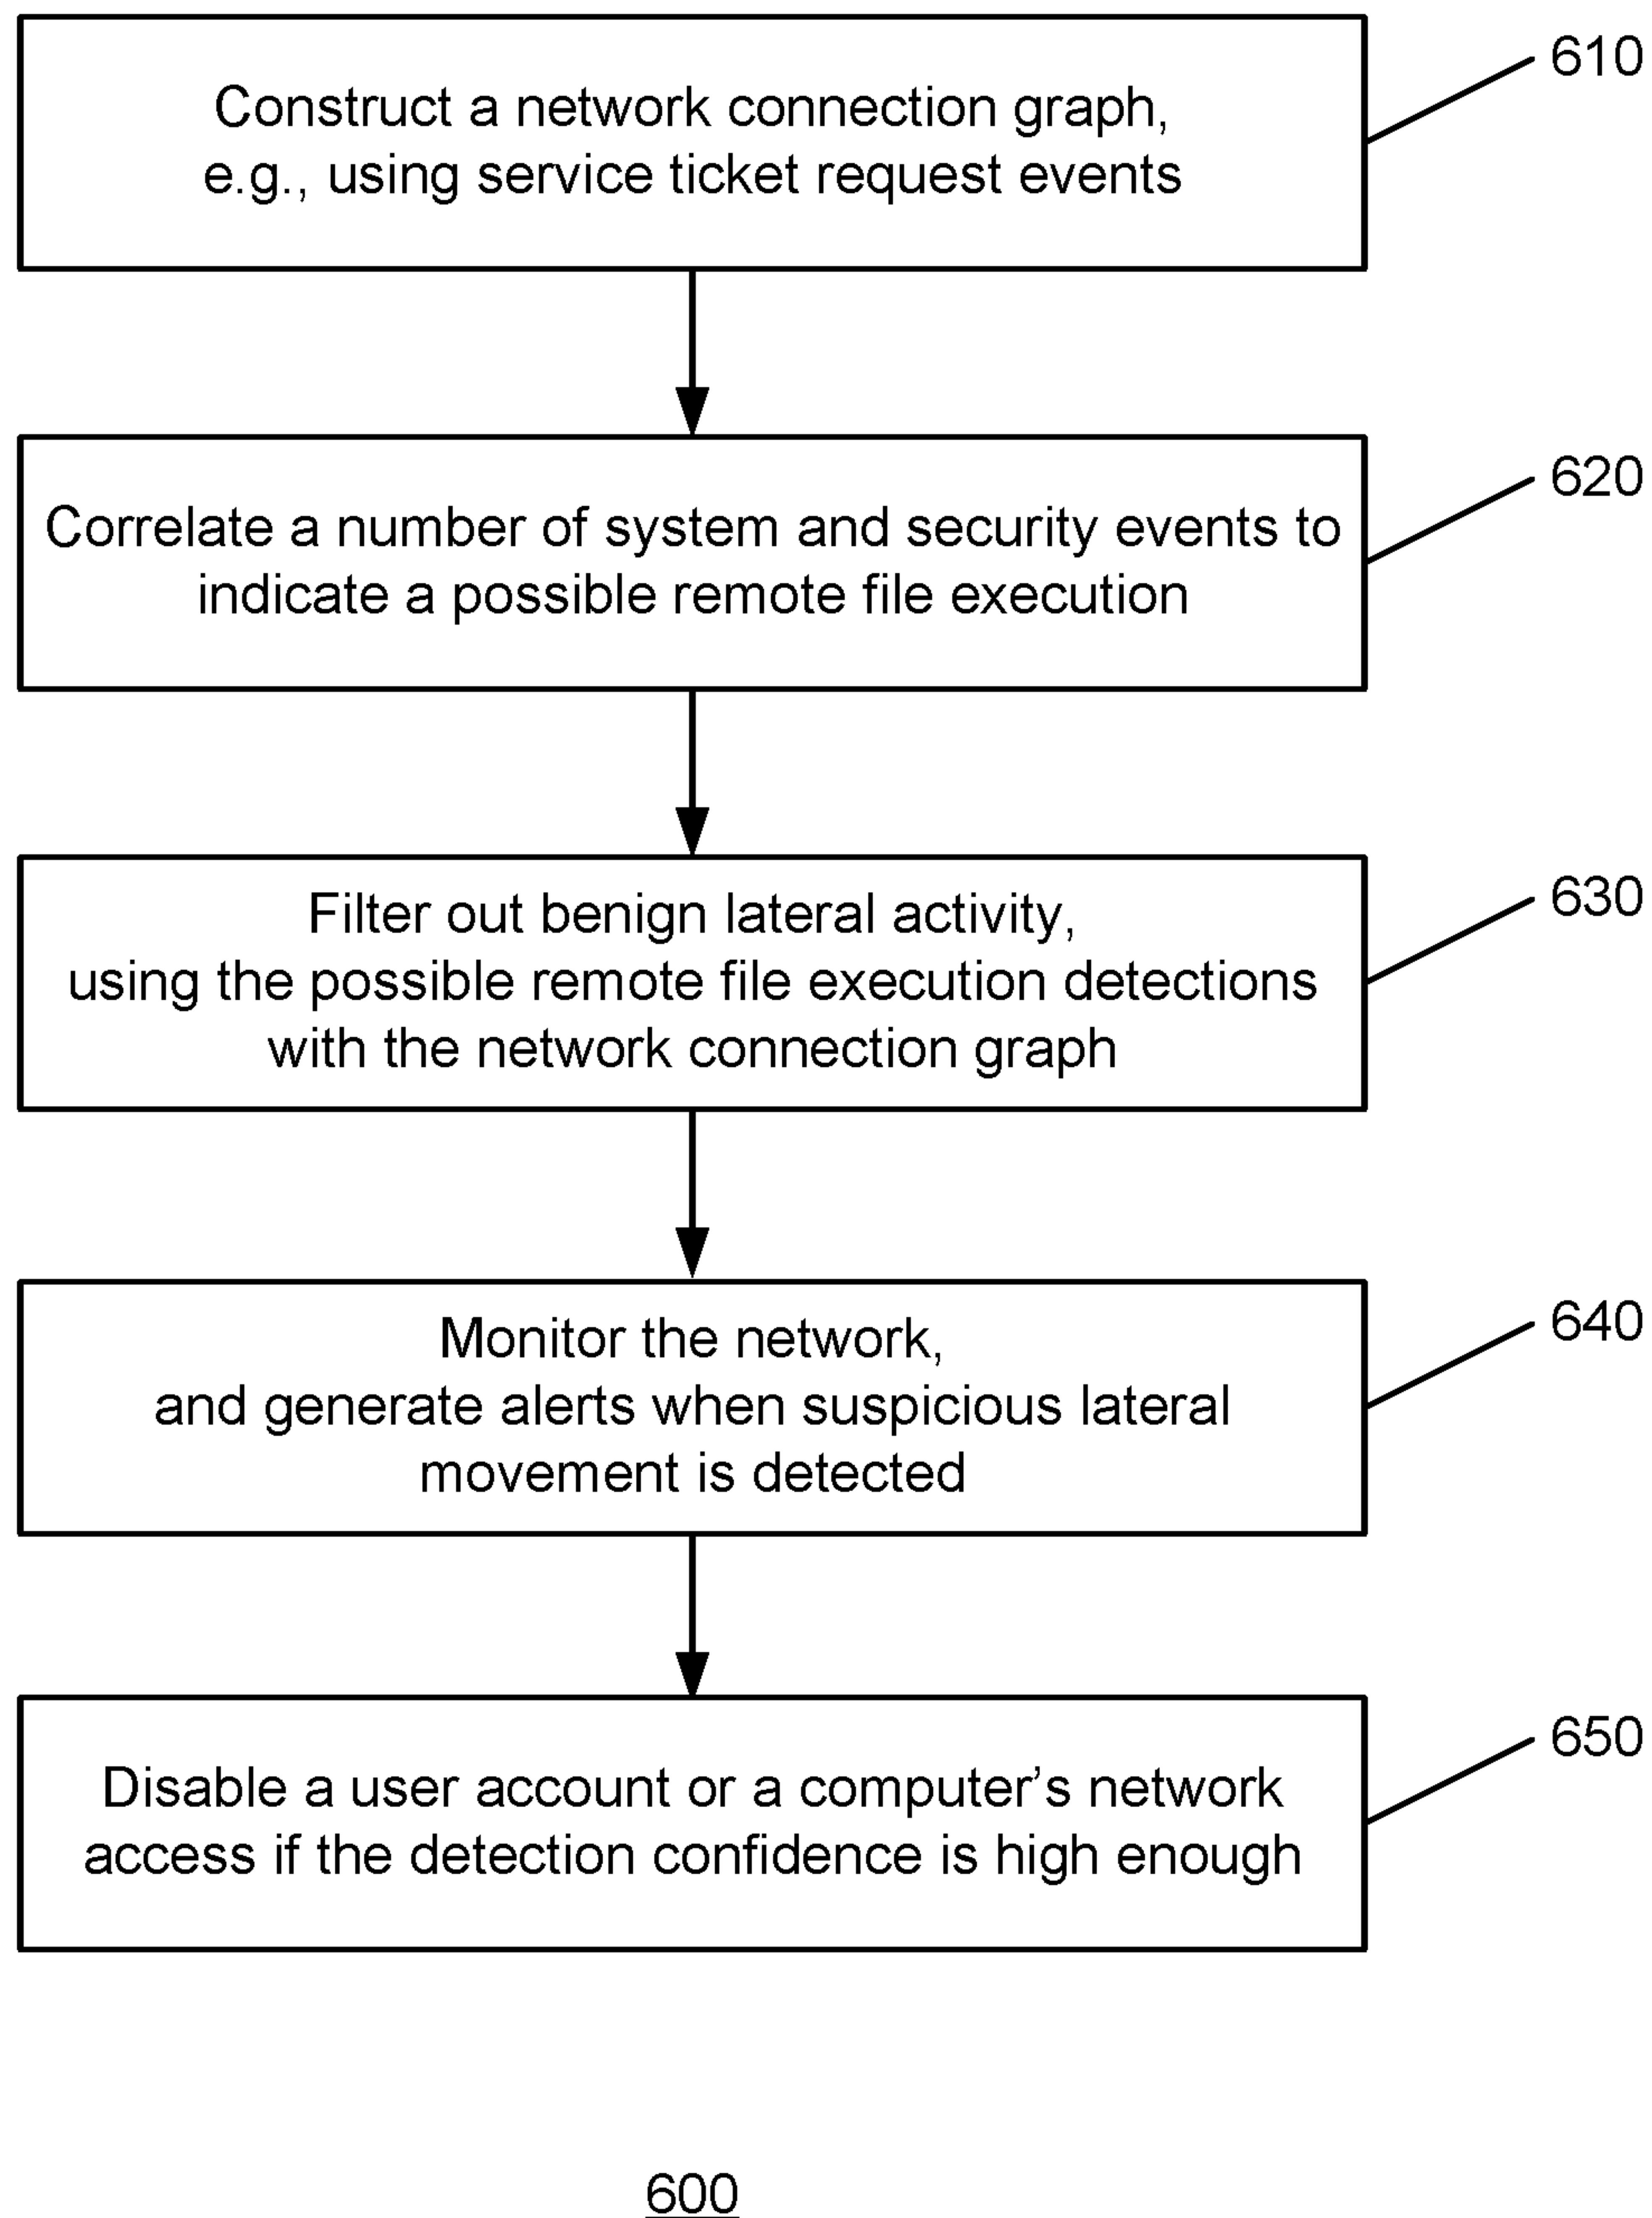 610
Construct a network connection graph,
e.g., using service ticket request events
620
Correlate a number of system and security events to
indicate a possible remote file execution
630
Filter out benign lateral activity,
using the possible remote file execution detections
with the network connection graph
640
Monitor the network,
and generate alerts when suspicious lateral
movement is detected
650
Disable a user account or a computer’s network
access if the detection confidence is high enough
600